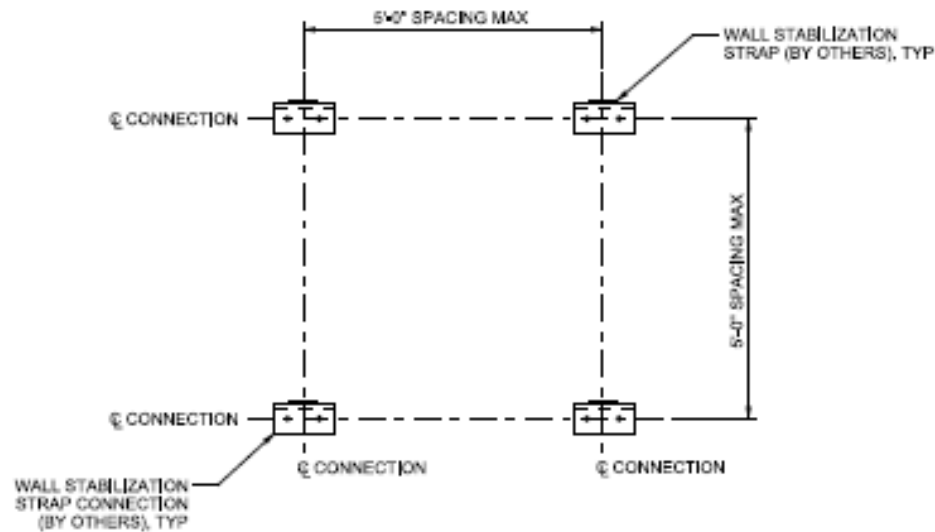 5'-0" SPACING MAX
WALL STABILIZATION
STRAP (BY OTHERS), TYP
℄ CONNECTION
5'-0" SPACING MAX
℄ CONNECTION
℄ CONNECTION
℄ CONNECTION
WALL STABILIZATION
STRAP CONNECTION
(BY OTHERS), TYP